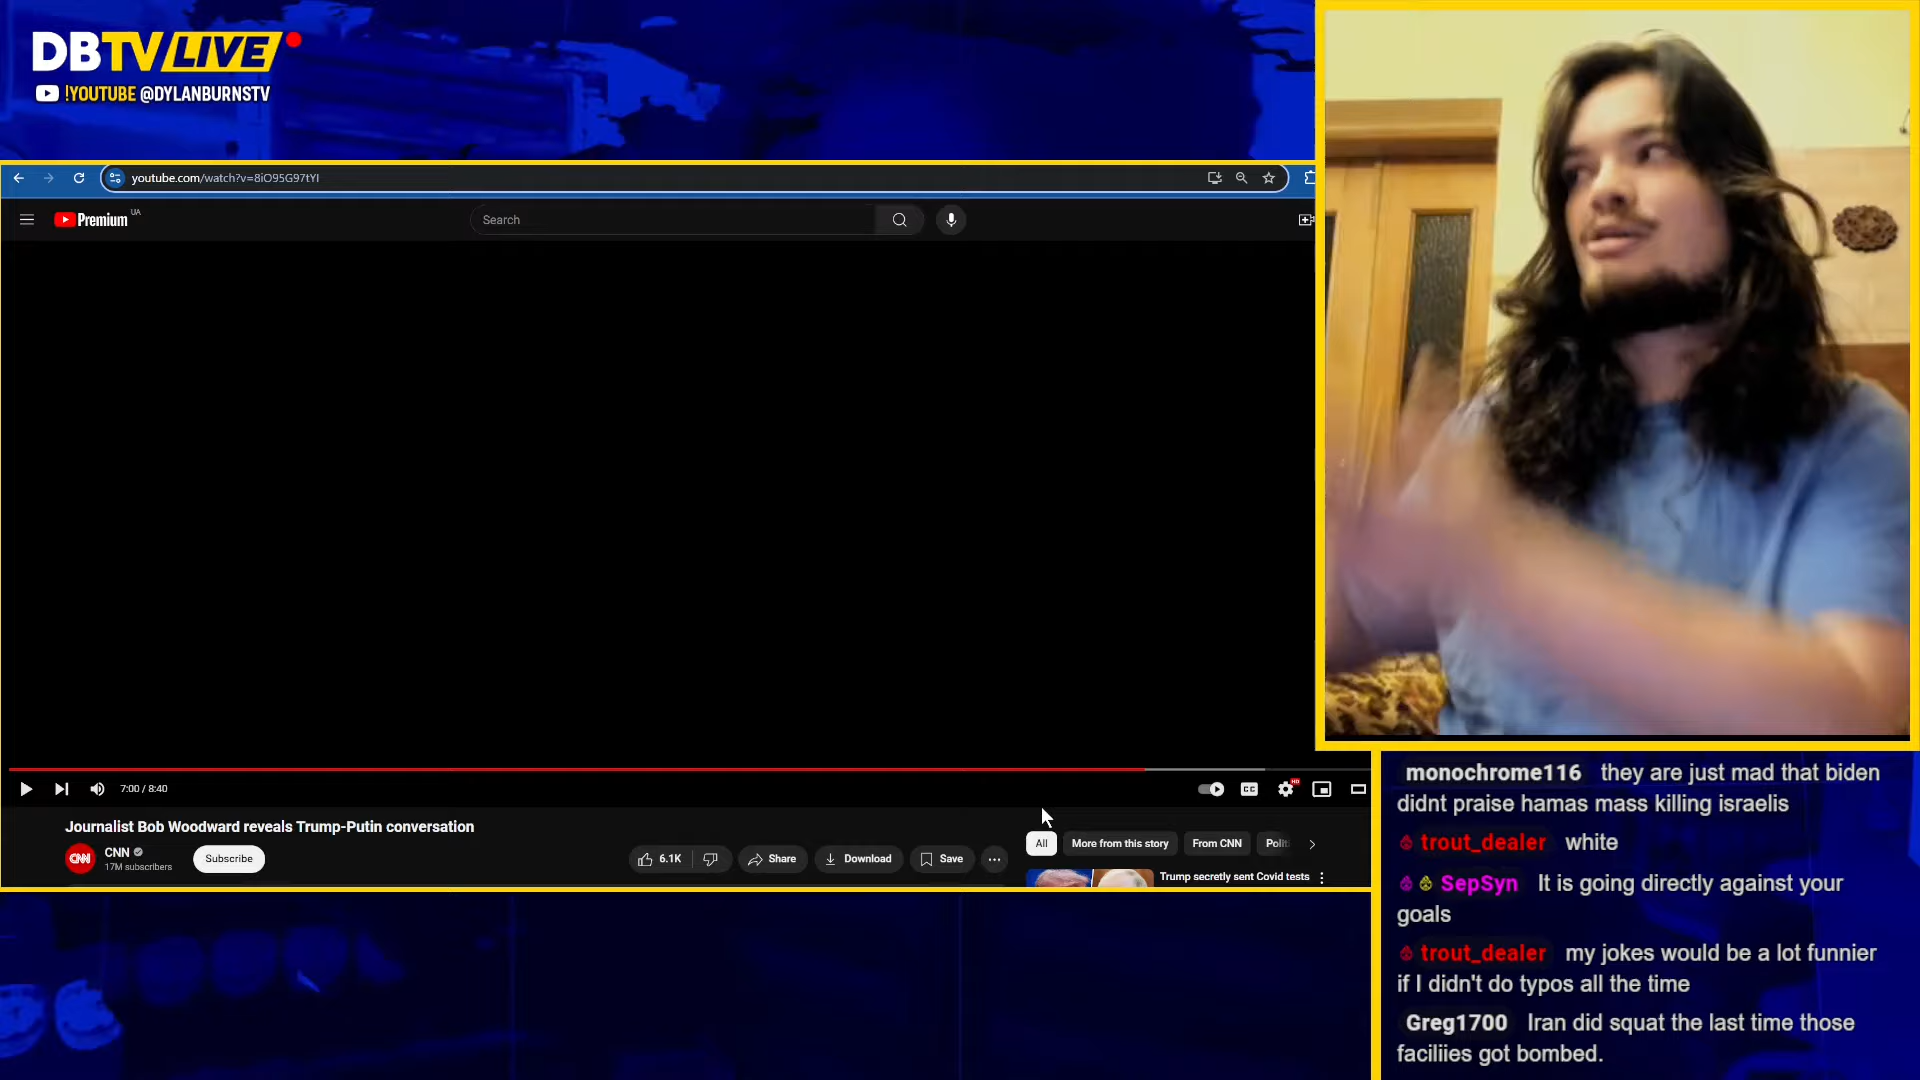 DBTV LIVE
!YOUTUBE @DYLANBURNSTV
youtube.com/watch?v=8iO95G97tYI
Premium UA
Search
7:00 / 8:40
CC
HD
Journalist Bob Woodward reveals Trump-Putin conversation
CNN
CNN
17M subscribers
Subscribe
6.1K
Share
Download
Save
All
More from this story
From CNN
Trump secretly sent Covid tests
monochrome116 they are just mad that biden
didnt praise hamas mass killing israelis
trout_dealer white
SepSyn It is going directly against your
goals
trout_dealer my jokes would be a lot funnier
if I didn't do typos all the time
Greg1700 Iran did squat the last time those
faciliies got bombed.